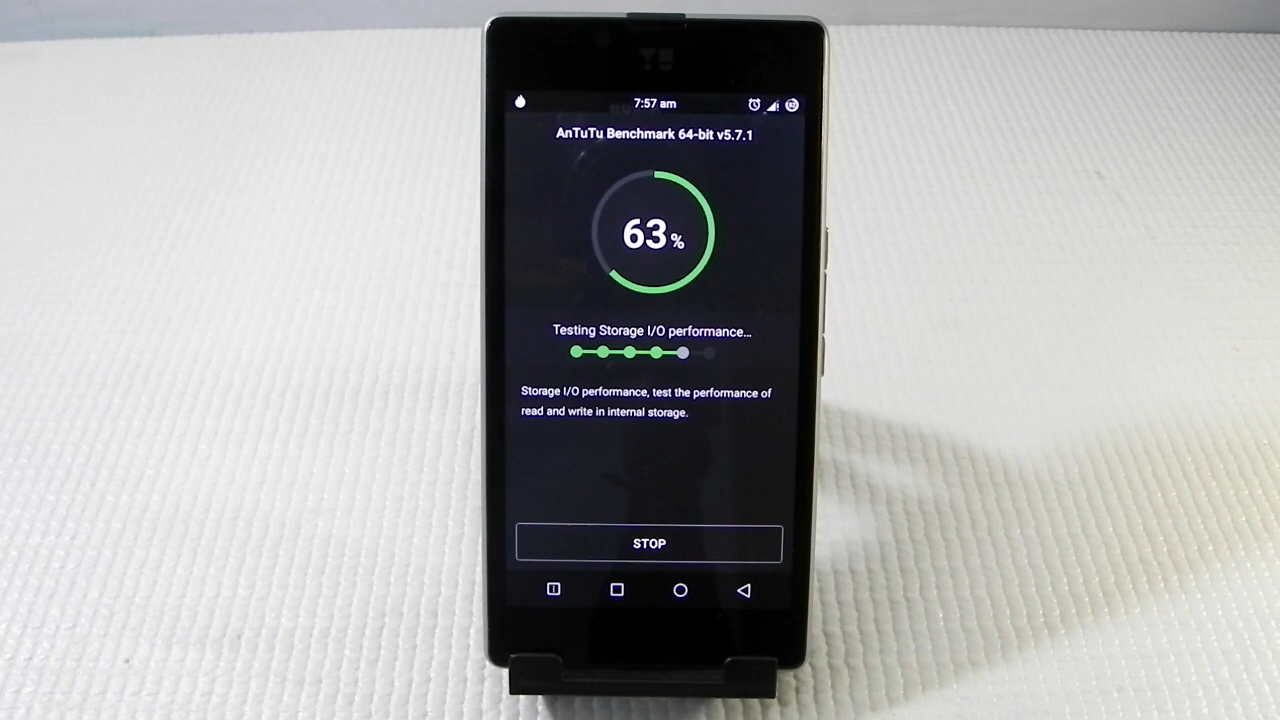 YU
7:57 am
AnTuTu Benchmark 64-bit v5.7.1
63%
Testing Storage I/O performance...
Storage I/O performance, test the performance of
read and write in internal storage.
STOP